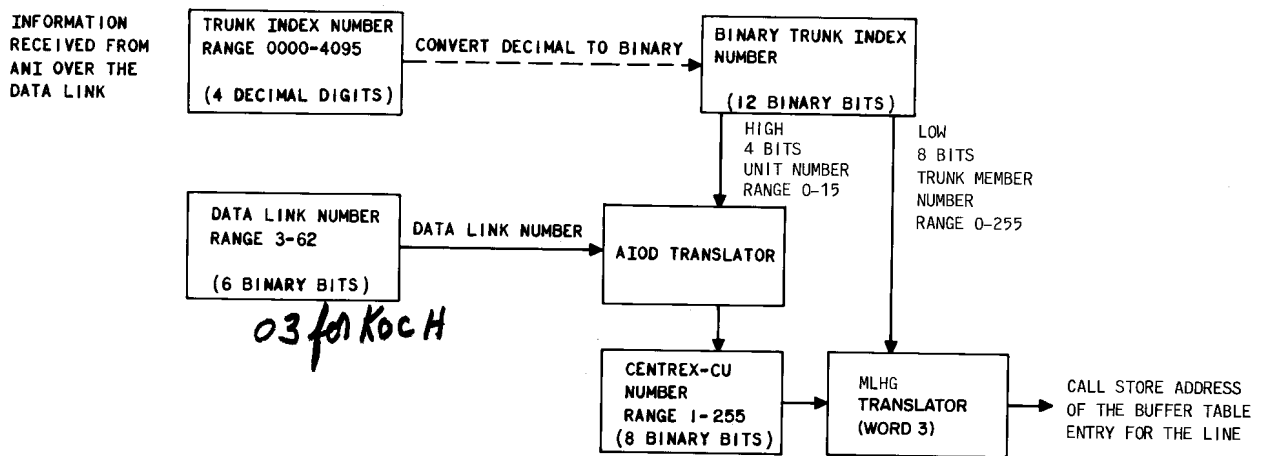 INFORMATION
RECEIVED FROM
ANI OVER THE
DATA LINK
TRUNK INDEX NUMBER
RANGE 0000-4095
(4 DECIMAL DIGITS)
CONVERT DECIMAL TO BINARY
BINARY TRUNK INDEX
NUMBER
(12 BINARY BITS)
HIGH
4 BITS
UNIT NUMBER
RANGE 0-15
LOW
8 BITS
TRUNK MEMBER
NUMBER
RANGE 0-255
DATA LINK NUMBER
RANGE 3-62
(6 BINARY BITS)
DATA LINK NUMBER
AIOD TRANSLATOR
03 for KOCH
CENTREX-CU
NUMBER
RANGE 1-255
(8 BINARY BITS)
MLHG
TRANSLATOR
(WORD 3)
CALL STORE ADDRESS
OF THE BUFFER TABLE
ENTRY FOR THE LINE